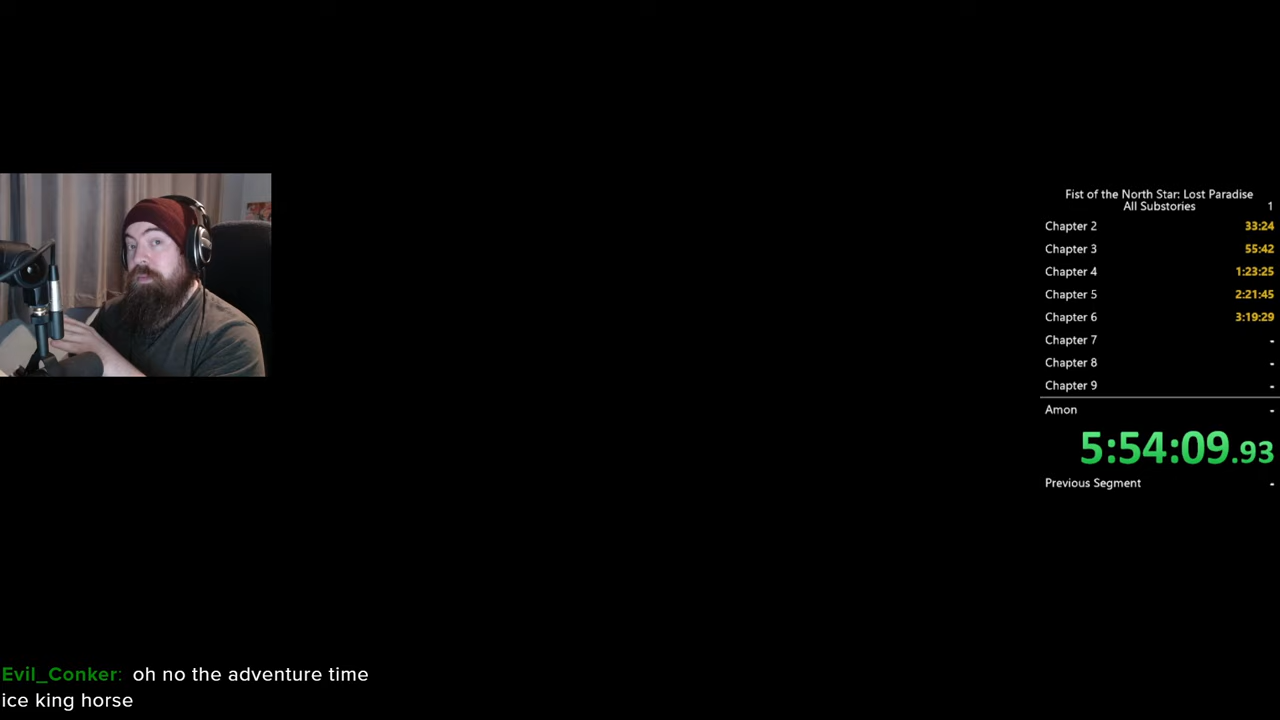 Fist of the North Star: Lost Paradise
All Substories 1
Chapter 2 33:24
Chapter 3 55:42
Chapter 4 1:23:25
Chapter 5 2:21:45
Chapter 6 3:19:29
Chapter 7 -
Chapter 8 -
Chapter 9 -
Amon -
5:54:09.93
Previous Segment -
Evil_Conker: oh no the adventure time
ice king horse